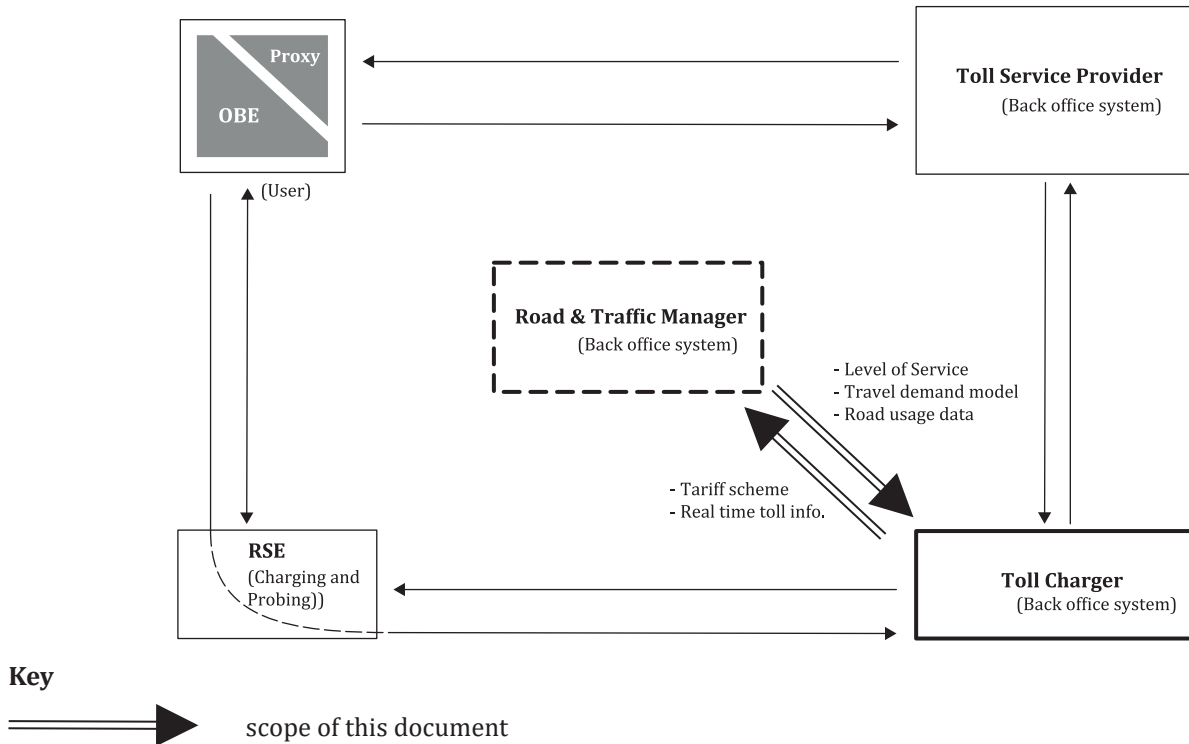 Proxy
OBE
(User)
Toll Service Provider
(Back office system)
Road & Traffic Manager
(Back office system)
- Level of Service
- Travel demand model
- Road usage data
- Tariff scheme
- Real time toll info.
RSE
(Charging and
Probing))
Toll Charger
(Back office system)
Key
scope of this document